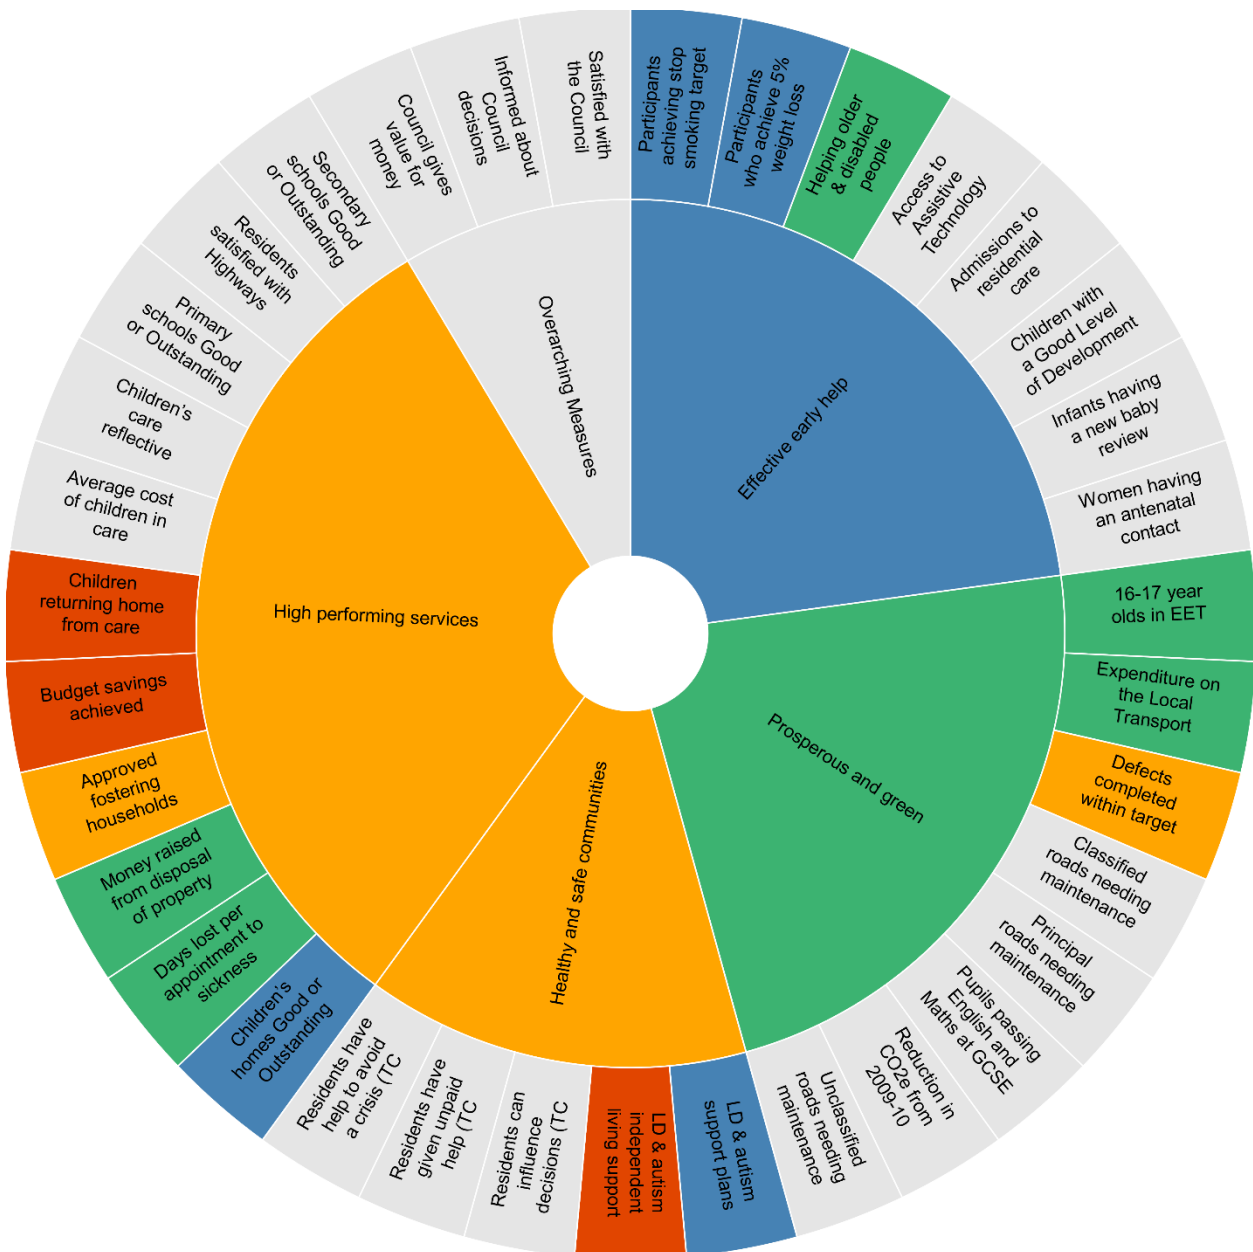 Participants
achieving stop
smoking target
Participants
who achieve 5%
weight loss
Helping older
& disabled
people
Access to
Assistive
Technology
Admissions to
residential
care
Children with
a Good Level
of Development
Infants having
a new baby
review
Women having
an antenatal
contact
16-17 year
olds in EET
Expenditure on
the Local
Transport
Defects
completed
within target
Classified
roads needing
maintenance
Principal
roads needing
maintenance
Pupils passing
English and
Maths at GCSE
Reduction in
CO2e from
2009-10
Unclassified
roads needing
maintenance
LD & autism
support plans
LD & autism
independent
living support
Residents can
influence
decisions (TC
Residents have
given unpaid
help (TC
Residents have
help to avoid
a crisis (TC
Children’s
homes Good or
Outstanding
Days lost per
appointment to
sickness
Money raised
from disposal
of property
Approved
fostering
households
Budget savings
achieved
Children
returning home
from care
Average cost
of children in
care
Children’s
care
reflective
Primary
schools Good
or Outstanding
Residents
satisfied with
Highways
Secondary
schools Good
or Outstanding
Council gives
value for
money
Informed about
Council
decisions
Satisfied with
the Council
Effective early help
Prosperous and green
Healthy and safe communities
High performing services
Overarching Measures